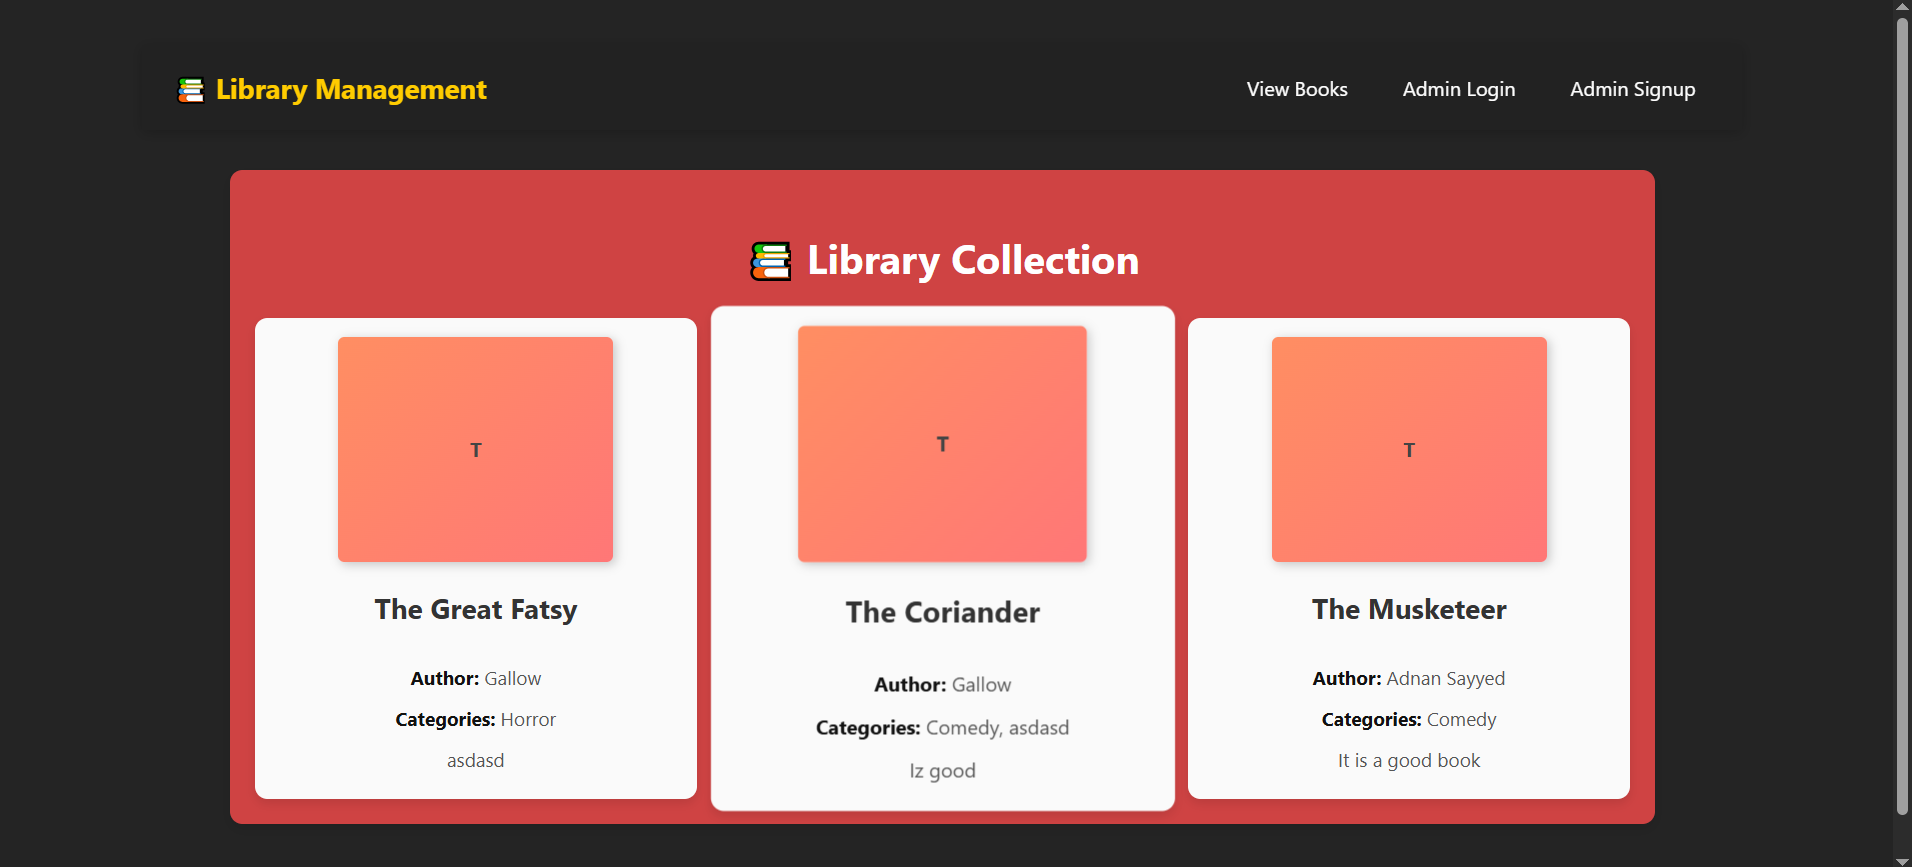 Library Management
View Books
Admin Login
Admin Signup
Library Collection
T
The Great Fatsy
Author: Gallow
Categories: Horror
asdasd
T
The Coriander
Author: Gallow
Categories: Comedy, asdasd
Iz good
T
The Musketeer
Author: Adnan Sayyed
Categories: Comedy
It is a good book